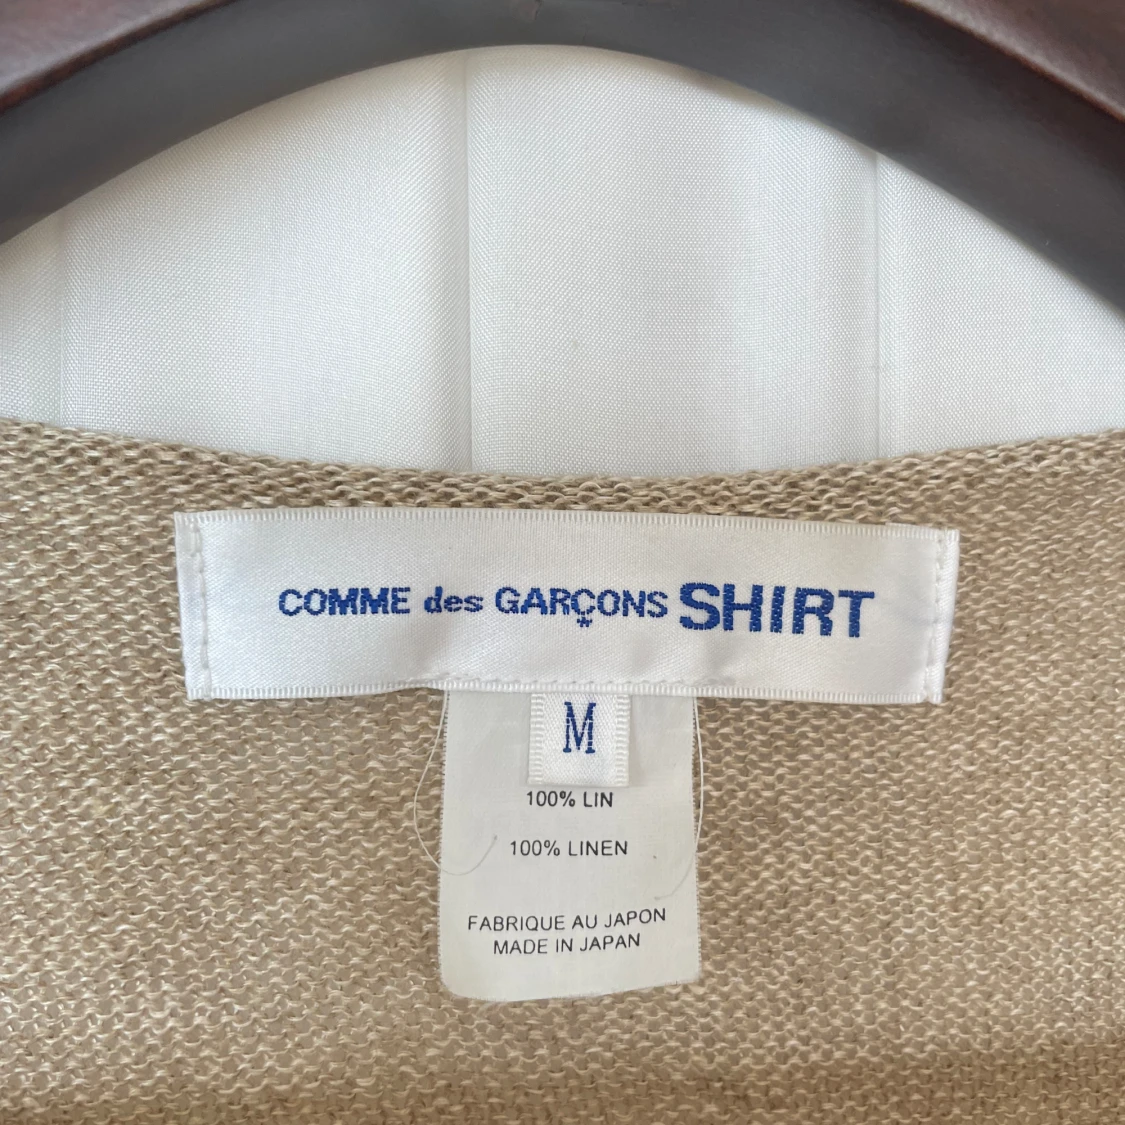 COMME des GARÇONS SHIRT
M
100% LIN
100% LINEN
FABRIQUE AU JAPON
MADE IN JAPAN